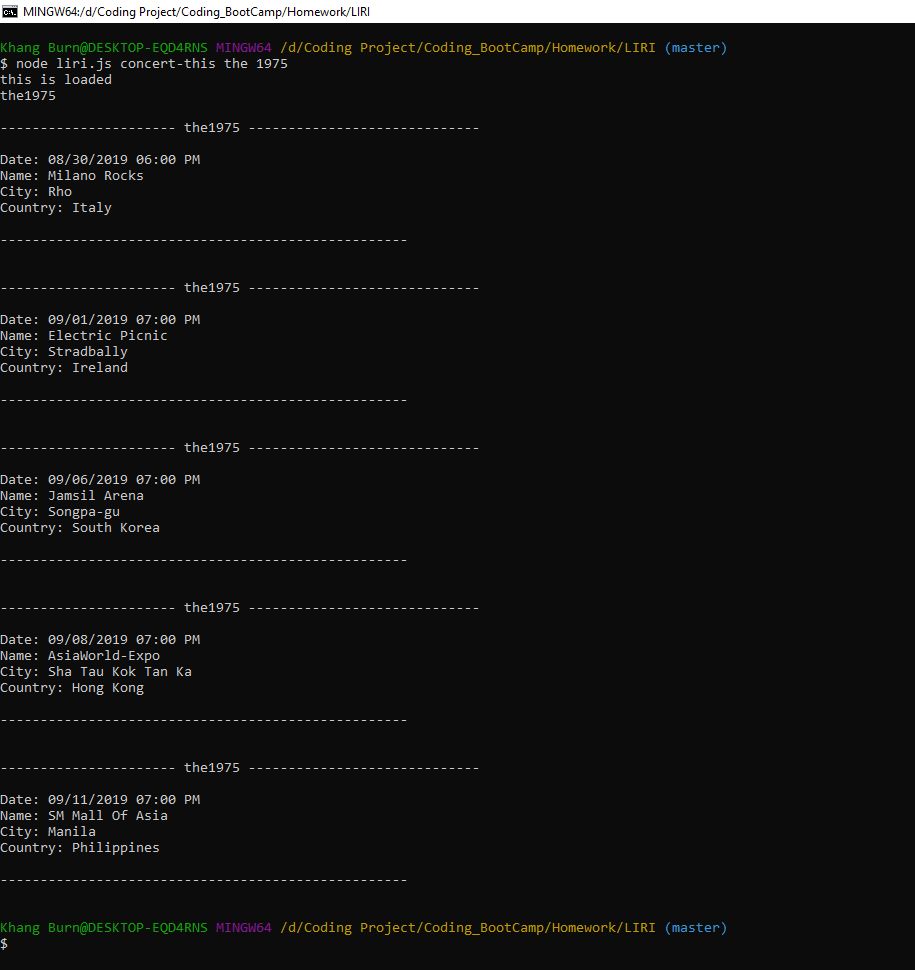 MINGW64:/d/Coding Project/Coding_BootCamp/Homework/LIRI
Khang Burn@DESKTOP-EQD4RNS MINGW64 /d/Coding Project/Coding_BootCamp/Homework/LIRI (master)
$ node liri.js concert-this the 1975
this is loaded
the1975
---------------------- the1975 -----------------------------
Date: 08/30/2019 06:00 PM
Name: Milano Rocks
City: Rho
Country: Italy
---------------------------------------------------
---------------------- the1975 -----------------------------
Date: 09/01/2019 07:00 PM
Name: Electric Picnic
City: Stradbally
Country: Ireland
---------------------------------------------------
---------------------- the1975 -----------------------------
Date: 09/06/2019 07:00 PM
Name: Jamsil Arena
City: Songpa-gu
Country: South Korea
---------------------------------------------------
---------------------- the1975 -----------------------------
Date: 09/08/2019 07:00 PM
Name: AsiaWorld-Expo
City: Sha Tau Kok Tan Ka
Country: Hong Kong
---------------------------------------------------
---------------------- the1975 -----------------------------
Date: 09/11/2019 07:00 PM
Name: SM Mall Of Asia
City: Manila
Country: Philippines
---------------------------------------------------
Khang Burn@DESKTOP-EQD4RNS MINGW64 /d/Coding Project/Coding_BootCamp/Homework/LIRI (master)
$